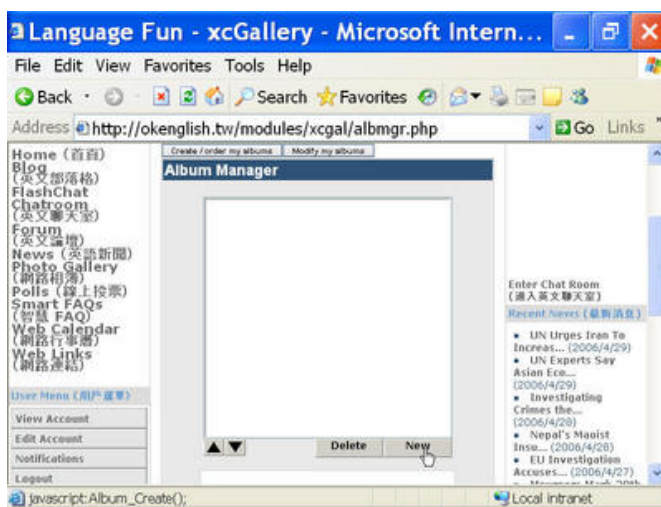 Language Fun - xcGallery - Microsoft Intern...
File Edit View Favorites Tools Help
Back Search Favorites
Address http://okenglish.tw/modules/xcgal/albmgr.php Go Links
Create / order my albums Modify my albums
Album Manager
Home (首頁)
Blog
(英文部落格)
FlashChat
Chatroom
(英文聊天室)
Forum
(英文論壇)
News (英語新聞)
Photo Gallery
(網路相簿)
Polls (線上投票)
Smart FAQs
(智慧 FAQ)
Web Calendar
(網路行事曆)
Web Links
(網路連結)
User Menu (用戶選單)
View Account
Edit Account
Notifications
Logout
Delete New
Enter Chat Room
(進入英文聊天室)
Recent News (最新消息)
UN Urges Iran To
Increas... (2006/4/29)
UN Experts Say
Asian Eco...
(2006/4/29)
Investigating
Crimes the...
(2006/4/28)
Nepal's Maoist
Insu... (2006/4/28)
EU Investigation
Accuses... (2006/4/27)
javascript:Album_Create();
Local intranet